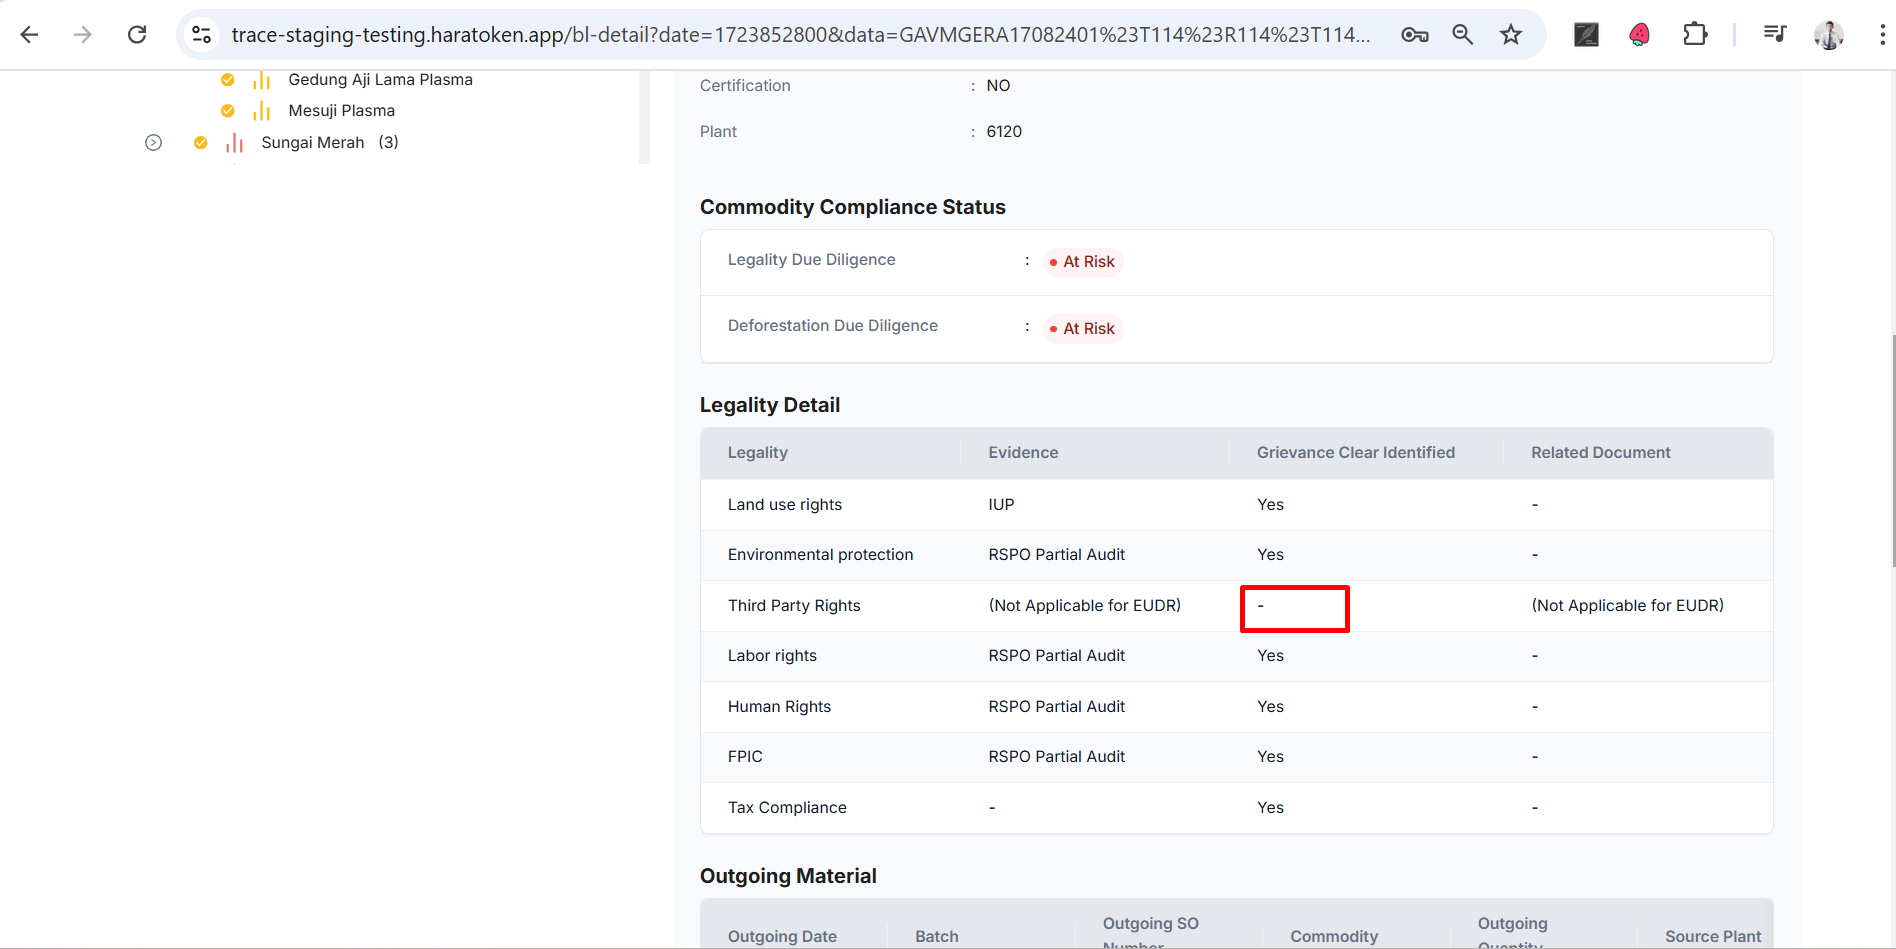 trace-staging-testing.haratoken.app/bl-detail?date=1723852800&data=GAVMGERA17082401%23T114%23R114%23T114...
Gedung Aji Lama Plasma
Mesuji Plasma
Sungai Merah (3)
Certification : NO
Plant : 6120
Commodity Compliance Status
Legality Due Diligence : At Risk
Deforestation Due Diligence : At Risk
Legality Detail
Legality Evidence Grievance Clear Identified Related Document
Land use rights IUP Yes -
Environmental protection RSPO Partial Audit Yes -
Third Party Rights (Not Applicable for EUDR) - (Not Applicable for EUDR)
Labor rights RSPO Partial Audit Yes -
Human Rights RSPO Partial Audit Yes -
FPIC RSPO Partial Audit Yes -
Tax Compliance - Yes -
Outgoing Material
Outgoing Date Batch Outgoing SO Number Commodity Outgoing Quantity Source Plant